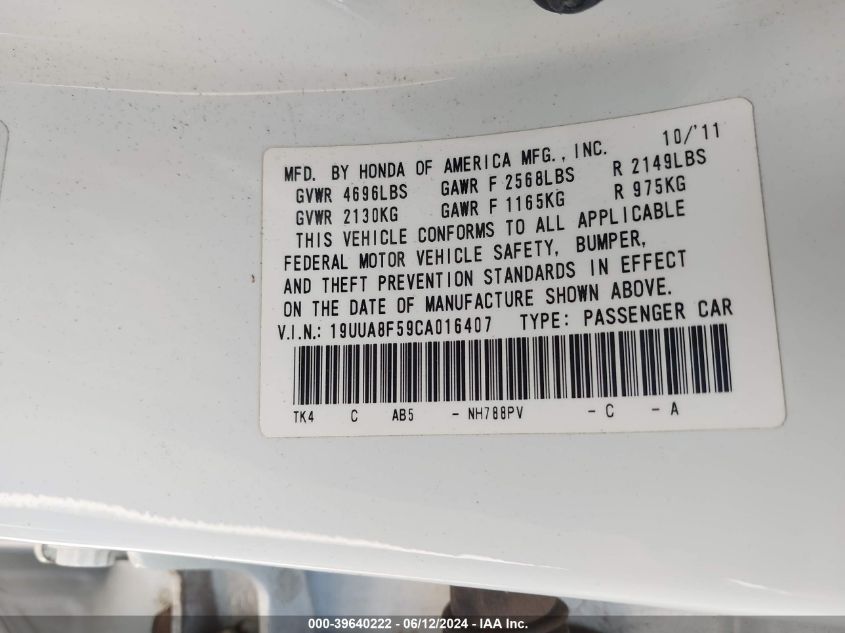 10/'11
MFD. BY HONDA OF AMERICA MFG., INC.
GVWR 4696LBS GAWR F 2568LBS R 2149LBS
GVWR 2130KG GAWR F 1165KG R 975KG
THIS VEHICLE CONFORMS TO ALL APPLICABLE
FEDERAL MOTOR VEHICLE SAFETY, BUMPER,
AND THEFT PREVENTION STANDARDS IN EFFECT
ON THE DATE OF MANUFACTURE SHOWN ABOVE.
V.I.N.: 19UUA8F59CA016407 TYPE: PASSENGER CAR
TK4 C AB5 - NH788PV - C - A
000-39640222 - 06/12/2024 - IAA Inc.